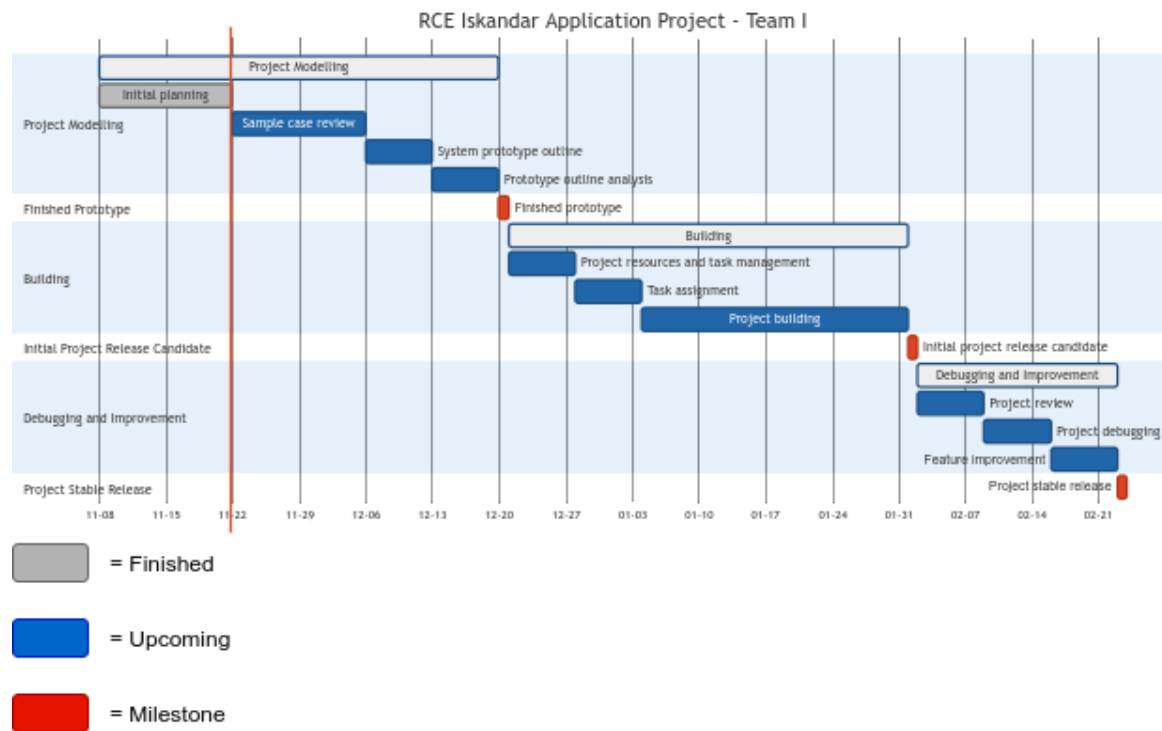 RCE Iskandar Application Project - Team I
Project Modelling
Initial planning
Project Modelling
Sample case review
System prototype outline
Prototype outline analysis
Finished Prototype
Finished prototype
Building
Project resources and task management
Building
Task assignment
Project building
Initial Project Release Candidate
Initial project release candidate
Debugging and Improvement
Project review
Debugging and Improvement
Project debugging
Feature improvement
Project Stable Release
Project stable release
11-08 11-15 11-22 11-29 12-06 12-13 12-20 12-27 01-03 01-10 01-17 01-24 01-31 02-07 02-14 02-21
= Finished
= Upcoming
= Milestone